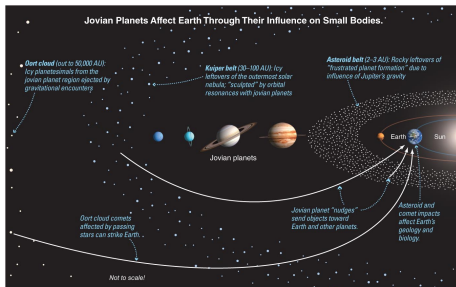 Jovian Planets Affect Earth Through Their Influence on Small Bodies.
Oort cloud (out to 50,000 AU):
Icy planetesimals from the
jovian planet region ejected by
gravitational encounters
Kuiper belt (30–100 AU): Icy
leftovers of the outermost solar
nebula; "sculpted" by orbital
resonances with jovian planets
Asteroid belt (2–3 AU): Rocky leftovers
of "frustrated planet formation" due to
influence of Jupiter's gravity
Jovian planets
Earth
Sun
Oort cloud comets
affected by passing
stars can strike Earth.
Jovian planet "nudges"
send objects toward
Earth and other planets.
Asteroid and
comet impacts
affect Earth's
geology and
biology.
Not to scale!